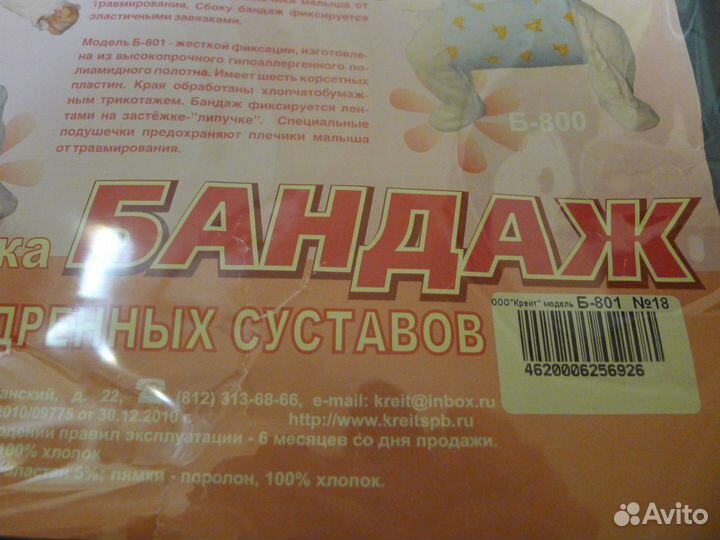 травмирования. Сбоку бандаж фиксируется
эластичными завязками.
Модель Б-801 - жесткой фиксации, изготовле-
на из высокопрочного гипоаллергенного по-
лиамидного полотна. Имеет шесть корсетных
пластин. Края обработаны хлопчатобумаж-
ным трикотажем. Бандаж фиксируется лен-
тами на застёжке-"липучке". Специальные
подушечки предохраняют плечики малыша
от травмирования.
Б-800
ка БАНДАЖ
ДРЕННЫХ СУСТАВОВ
ООО"Крейт" модель Б-801 №18
4620006256926
анский, д. 22, ☎ (812) 313-68-66, e-mail: kreit@inbox.ru
2010/09775 от 30.12.2010 г. http://www.kreitspb.ru
юдении правил эксплуатации - 6 месяцев со дня продажи.
100% хлопок
эластан 5%; лямки - поролон, 100% хлопок.
Avito